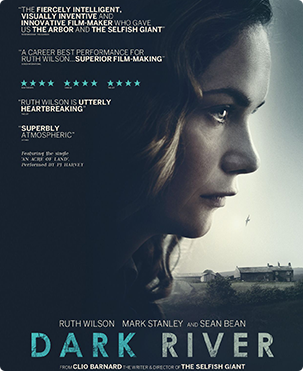 "THE FIERCELY INTELLIGENT,
VISUALLY INVENTIVE AND
INNOVATIVE FILM-MAKER WHO GAVE
US THE ARBOR AND THE SELFISH GIANT"
"A CAREER BEST PERFORMANCE FOR
RUTH WILSON...SUPERIOR FILM-MAKING"
"RUTH WILSON IS UTTERLY
HEARTBREAKING"
"SUPERBLY
ATMOSPHERIC"
Featuring the single
'AN ACRE OF LAND'
Performed by PJ HARVEY
RUTH WILSON MARK STANLEY AND SEAN BEAN
DARK RIVER
FROM CLIO BARNARD THE WRITER & DIRECTOR OF THE SELFISH GIANT